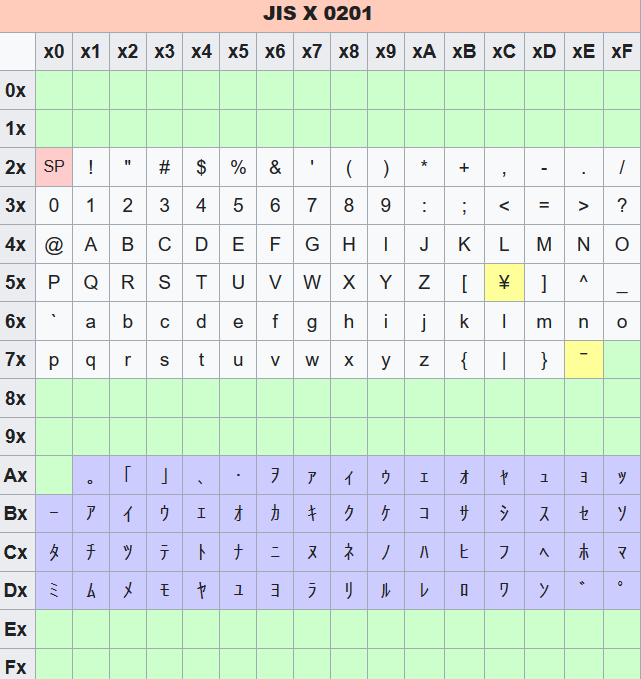 JIS X 0201
x0 x1 x2 x3 x4 x5 x6 x7 x8 x9 xA xB xC xD xE xF
0x
1x
2x SP ! " # $ % & ' ( ) * + , - . /
3x 0 1 2 3 4 5 6 7 8 9 : ; < = > ?
4x @ A B C D E F G H I J K L M N O
5x P Q R S T U V W X Y Z [ ¥ ] ^ _
6x ` a b c d e f g h i j k l m n o
7x p q r s t u v w x y z { | } ‾
8x
9x
Ax ｡ ｢ ｣ ､ ･ ｦ ｧ ｨ ｩ ｪ ｫ ｬ ｭ ｮ ｯ
Bx ｰ ｱ ｲ ｳ ｴ ｵ ｶ ｷ ｸ ｹ ｺ ｻ ｼ ｽ ｾ ｿ
Cx ﾀ ﾁ ﾂ ﾃ ﾄ ﾅ ﾆ ﾇ ﾈ ﾉ ﾊ ﾋ ﾌ ﾍ ﾎ ﾏ
Dx ﾐ ﾑ ﾒ ﾓ ﾔ ﾕ ﾖ ﾗ ﾘ ﾙ ﾚ ﾛ ﾜ ﾝ ﾞ ﾟ
Ex
Fx